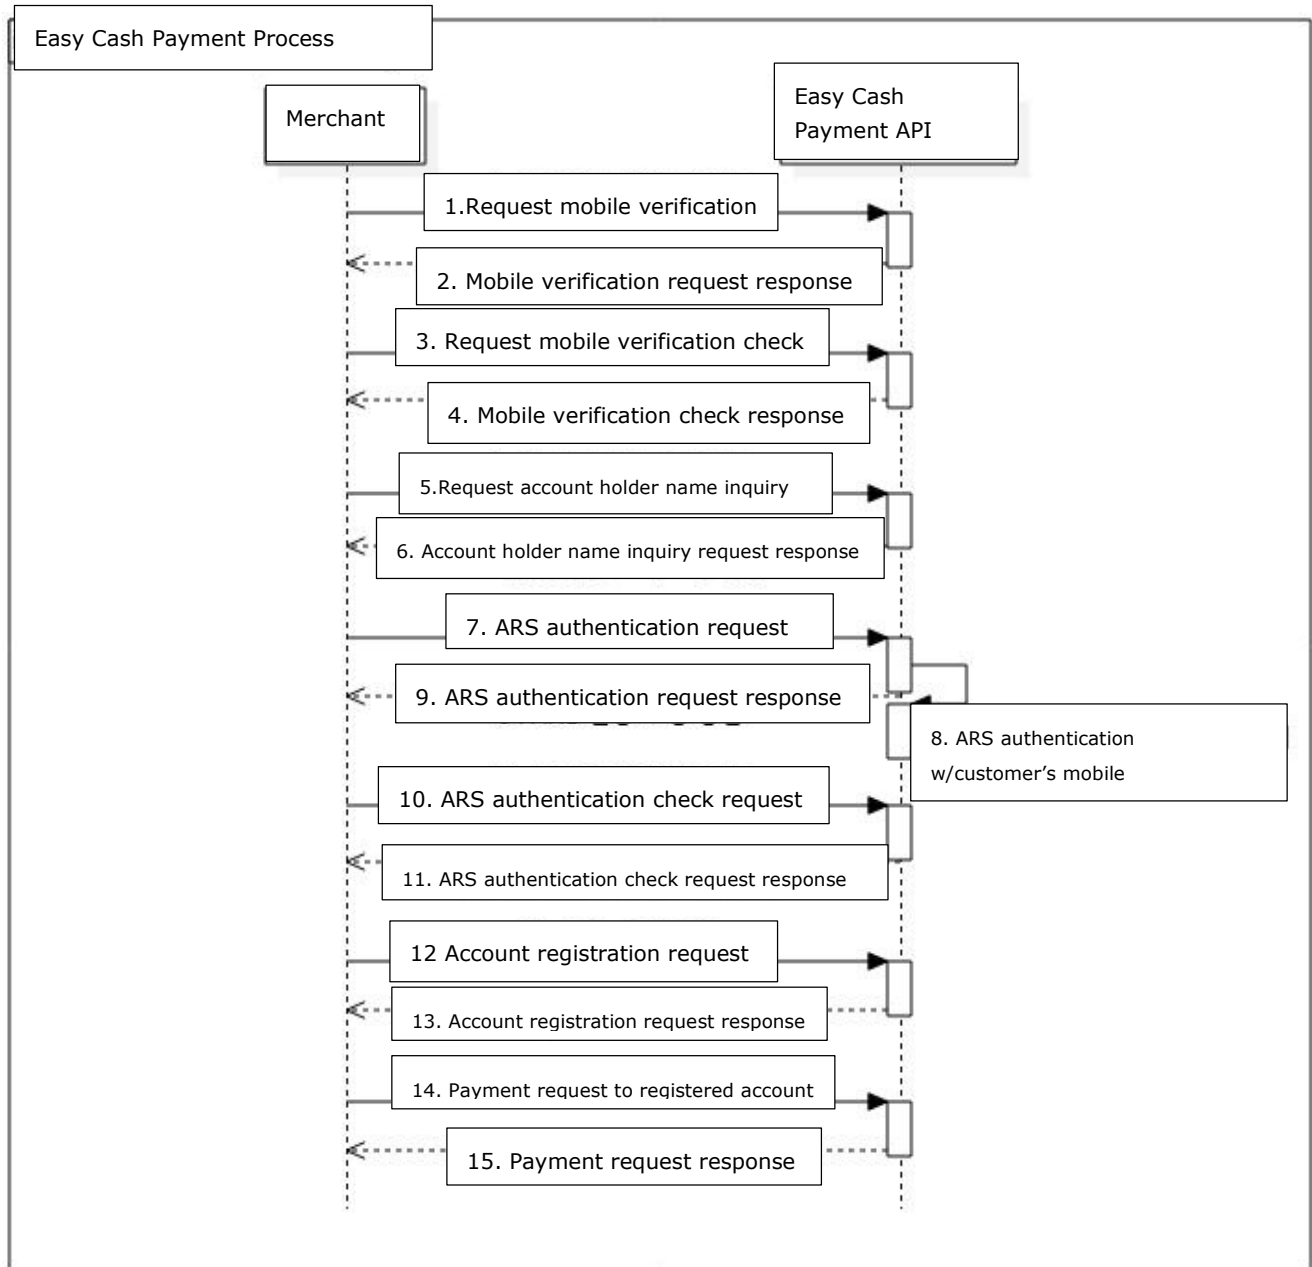 Easy Cash Payment Process
Merchant
Easy Cash
Payment API
1.Request mobile verification
2. Mobile verification request response
3. Request mobile verification check
4. Mobile verification check response
5.Request account holder name inquiry
6. Account holder name inquiry request response
7. ARS authentication request
9. ARS authentication request response
8. ARS authentication
w/customer’s mobile
10. ARS authentication check request
11. ARS authentication check request response
12 Account registration request
13. Account registration request response
14. Payment request to registered account
15. Payment request response